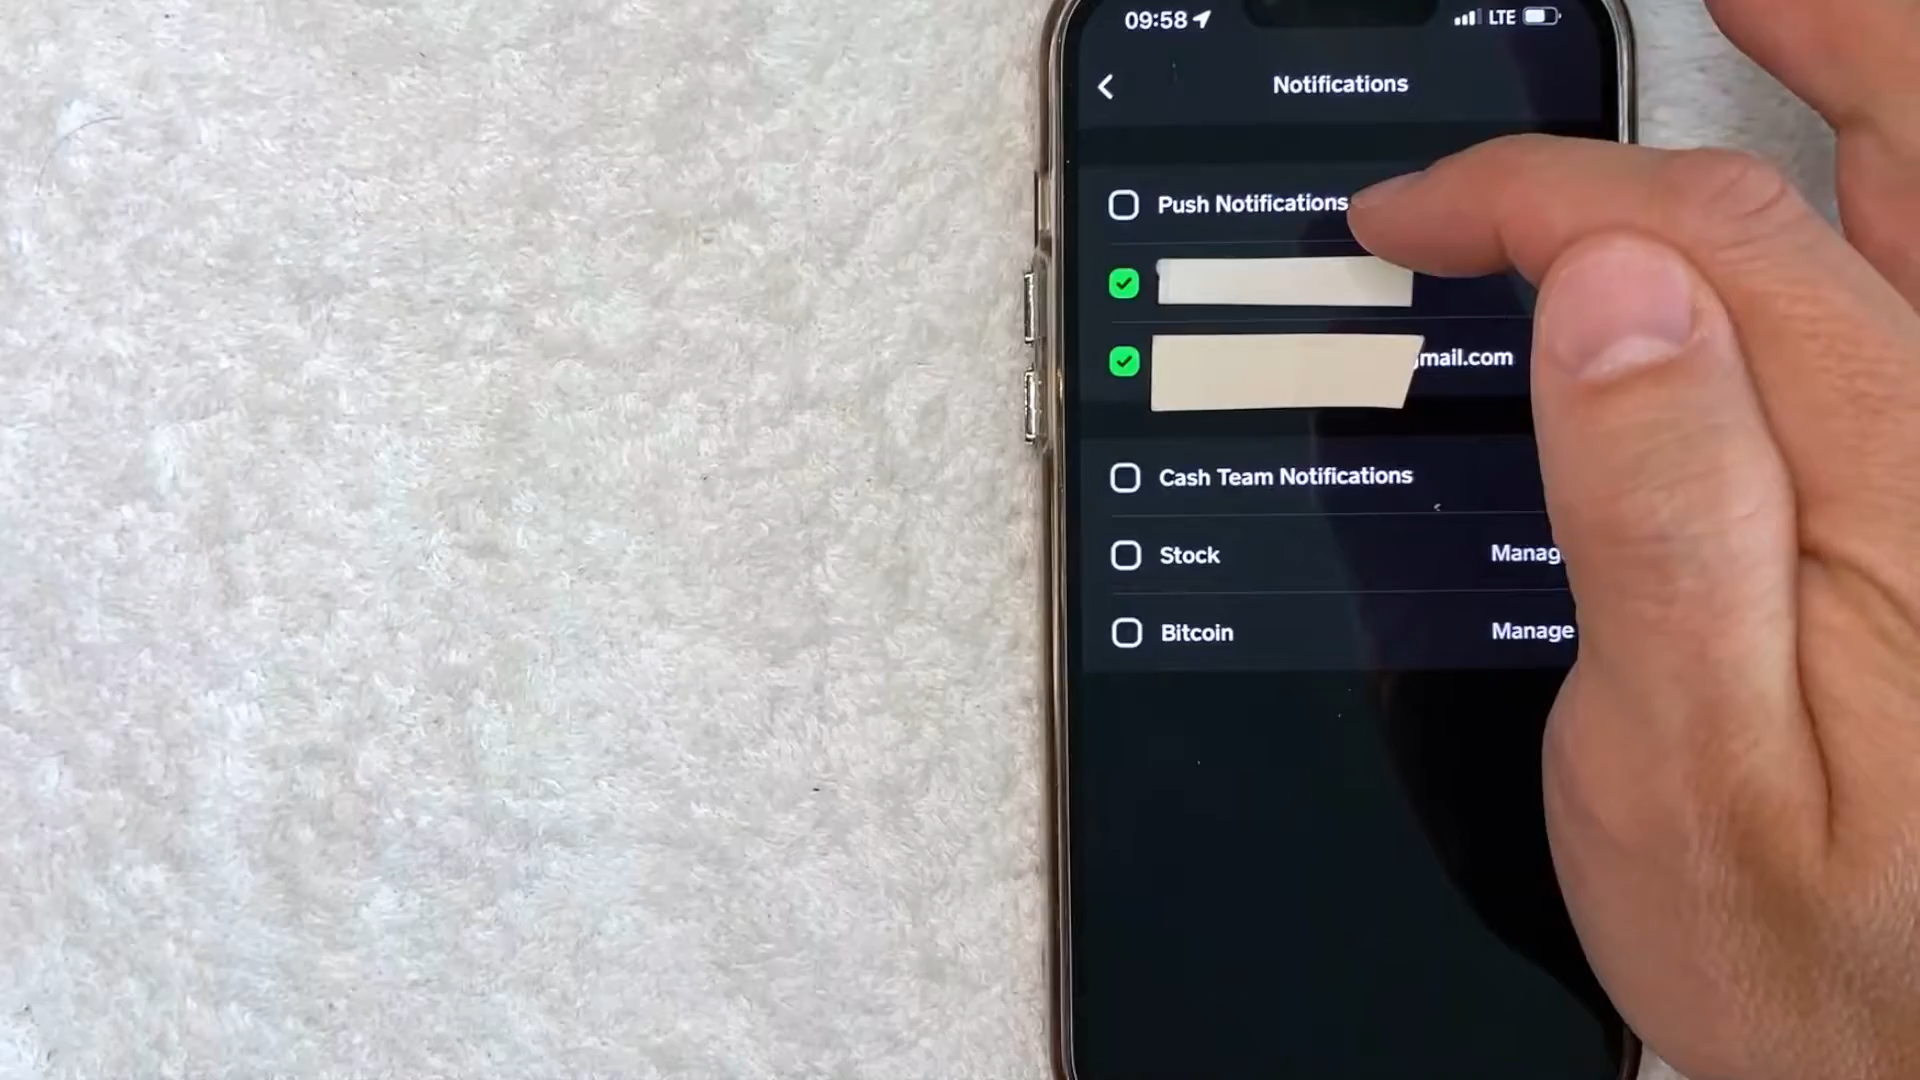 09:58 LTE
Notifications
Push Notifications
mail.com
Cash Team Notifications
Stock Manag
Bitcoin Manage